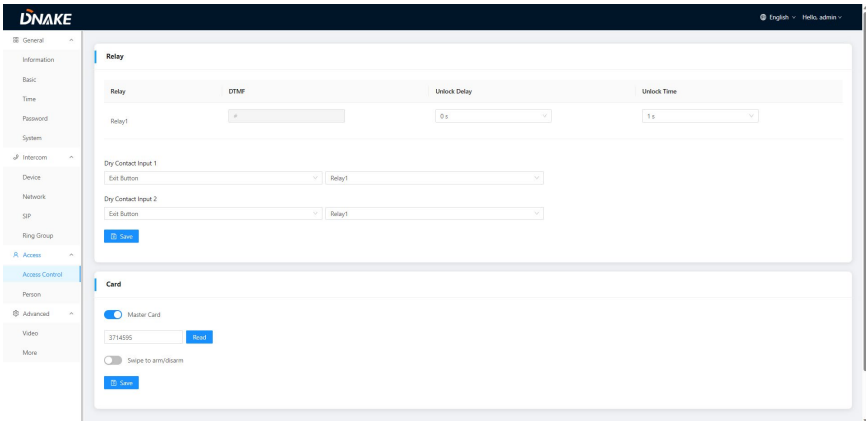 DNAKE
English Hello, admin
General
Information
Basic
Time
Password
System
Intercom
Device
Network
SIP
Ring Group
Access
Access Control
Person
Advanced
Video
More
Relay
Relay DTMF Unlock Delay Unlock Time
Relay1 # 0 s 1 s
Dry Contact Input 1
Exit Button Relay1
Dry Contact Input 2
Exit Button Relay1
Save
Card
Master Card
3714595 Read
Swipe to arm/disarm
Save